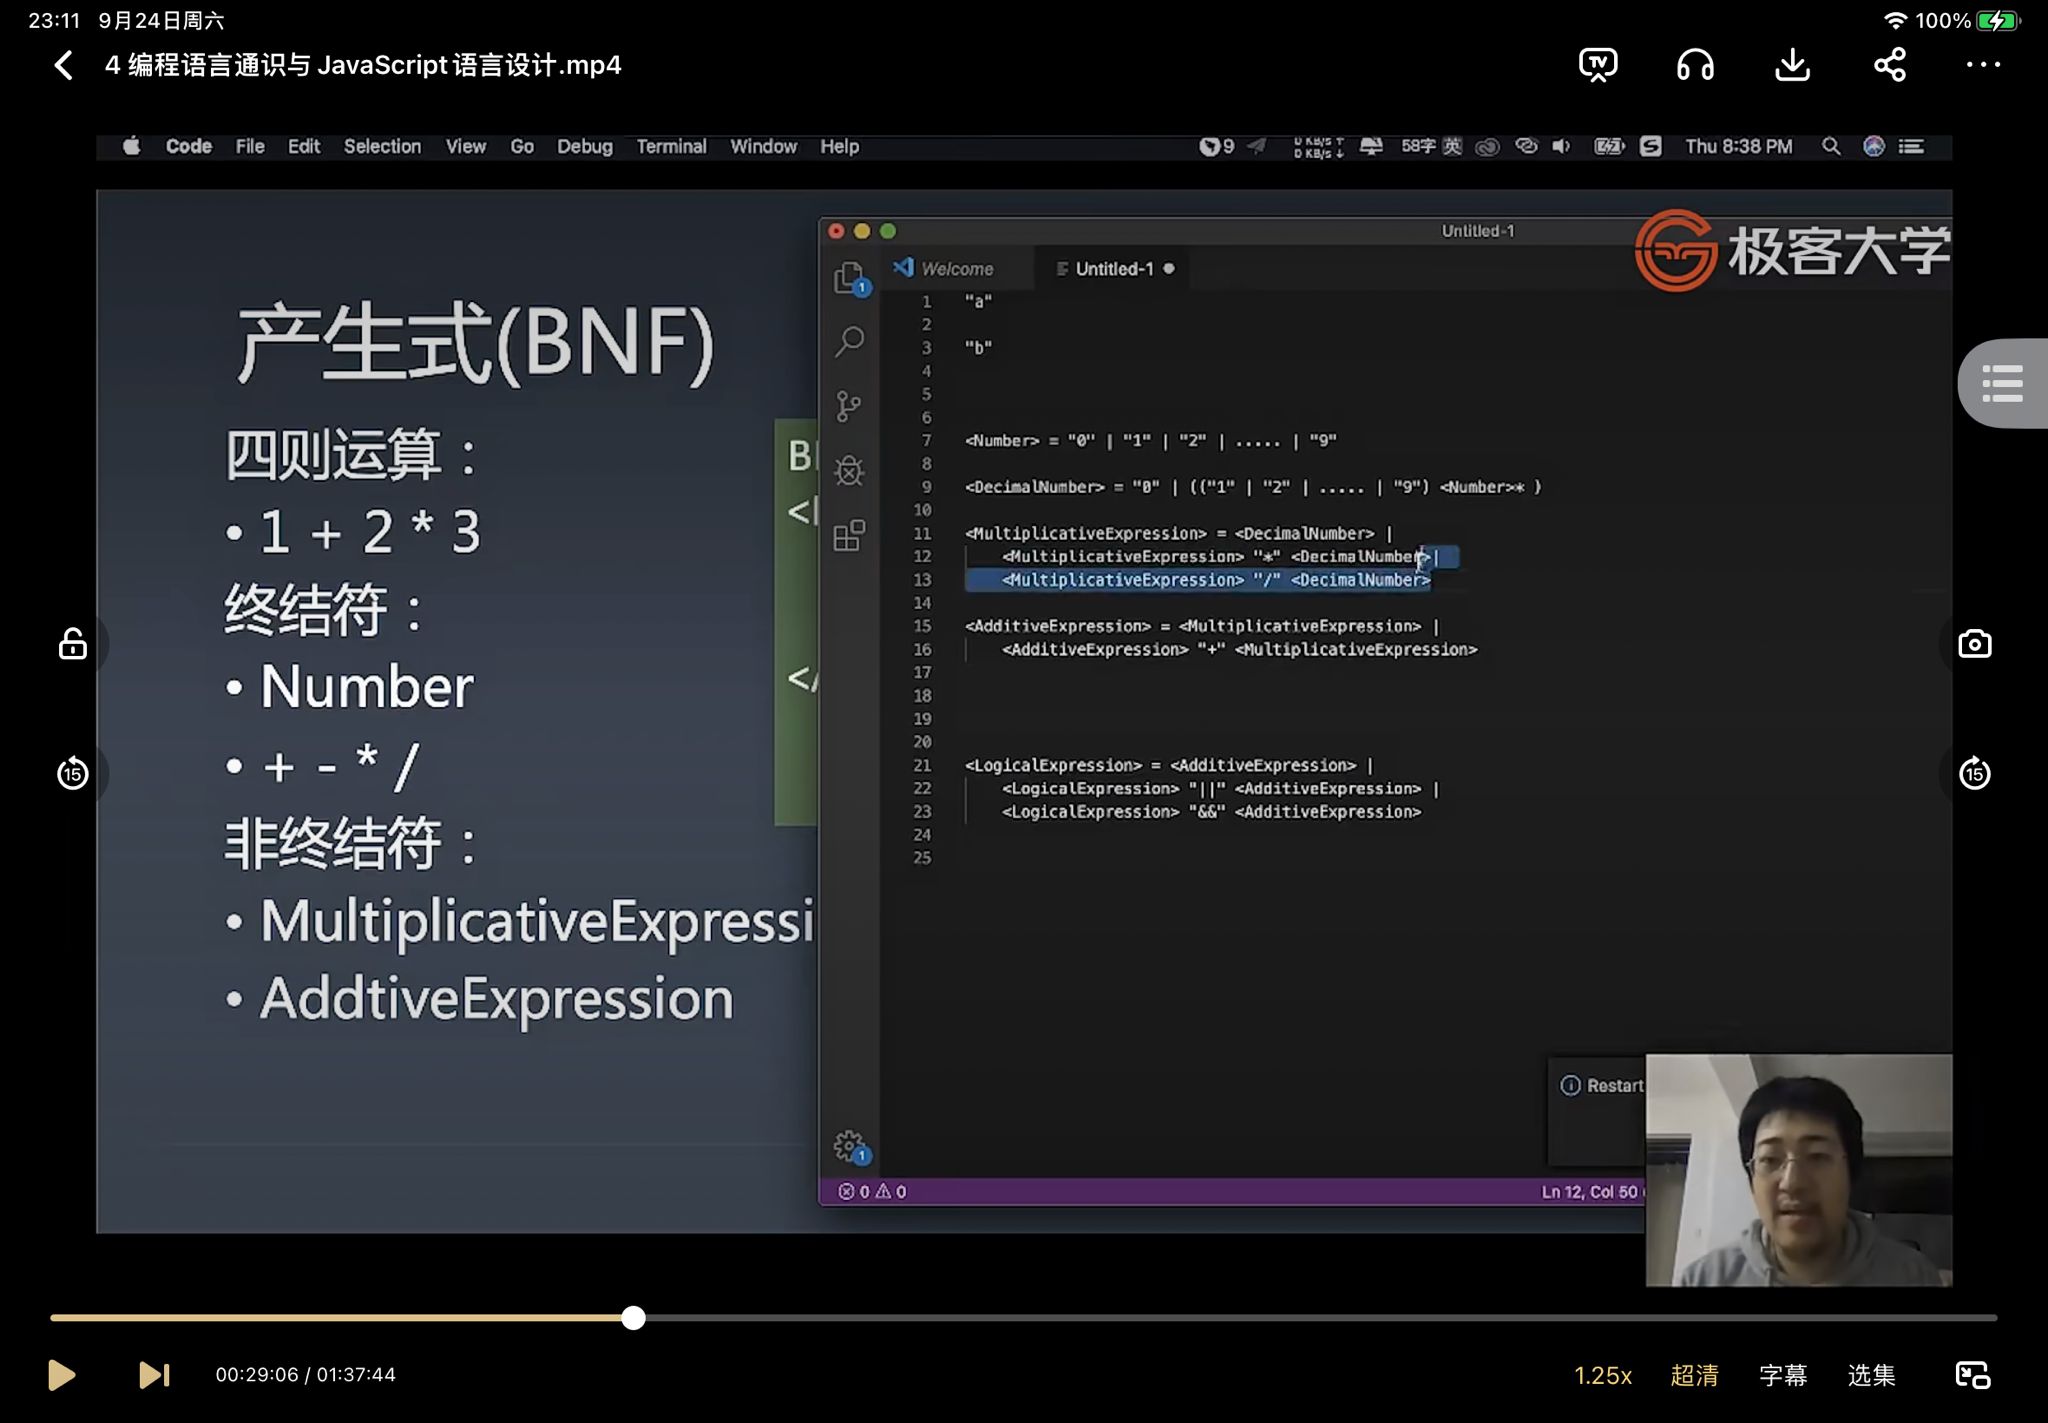 23:11 9月24日周六 100%
4 编程语言通识与 JavaScript 语言设计.mp4
Code File Edit Selection View Go Debug Terminal Window Help 9 0 KB/s↑ 0 KB/s↓ 58字 英 Thu 8:38 PM
产生式(BNF)
四则运算：
• 1 + 2 * 3
终结符：
• Number
• + - * /
非终结符：
• MultiplicativeExpressi
• AddtiveExpression
<
</
Untitled-1
极客大学
Welcome Untitled-1
1 "a"
2
3 "b"
4
5
6
7 <Number> = "0" | "1" | "2" | ..... | "9"
8
9 <DecimalNumber> = "0" | (("1" | "2" | ..... | "9") <Number>* )
10
11 <MultiplicativeExpression> = <DecimalNumber> |
12 <MultiplicativeExpression> "*" <DecimalNumber> |
13 <MultiplicativeExpression> "/" <DecimalNumber>
14
15 <AdditiveExpression> = <MultiplicativeExpression> |
16 <AdditiveExpression> "+" <MultiplicativeExpression>
17
18
19
20
21 <LogicalExpression> = <AdditiveExpression> |
22 <LogicalExpression> "||" <AdditiveExpression> |
23 <LogicalExpression> "&&" <AdditiveExpression>
24
25
1
1
Restart
0 0
Ln 12, Col 50
15
15
00:29:06 / 01:37:44
1.25x 超清 字幕 选集